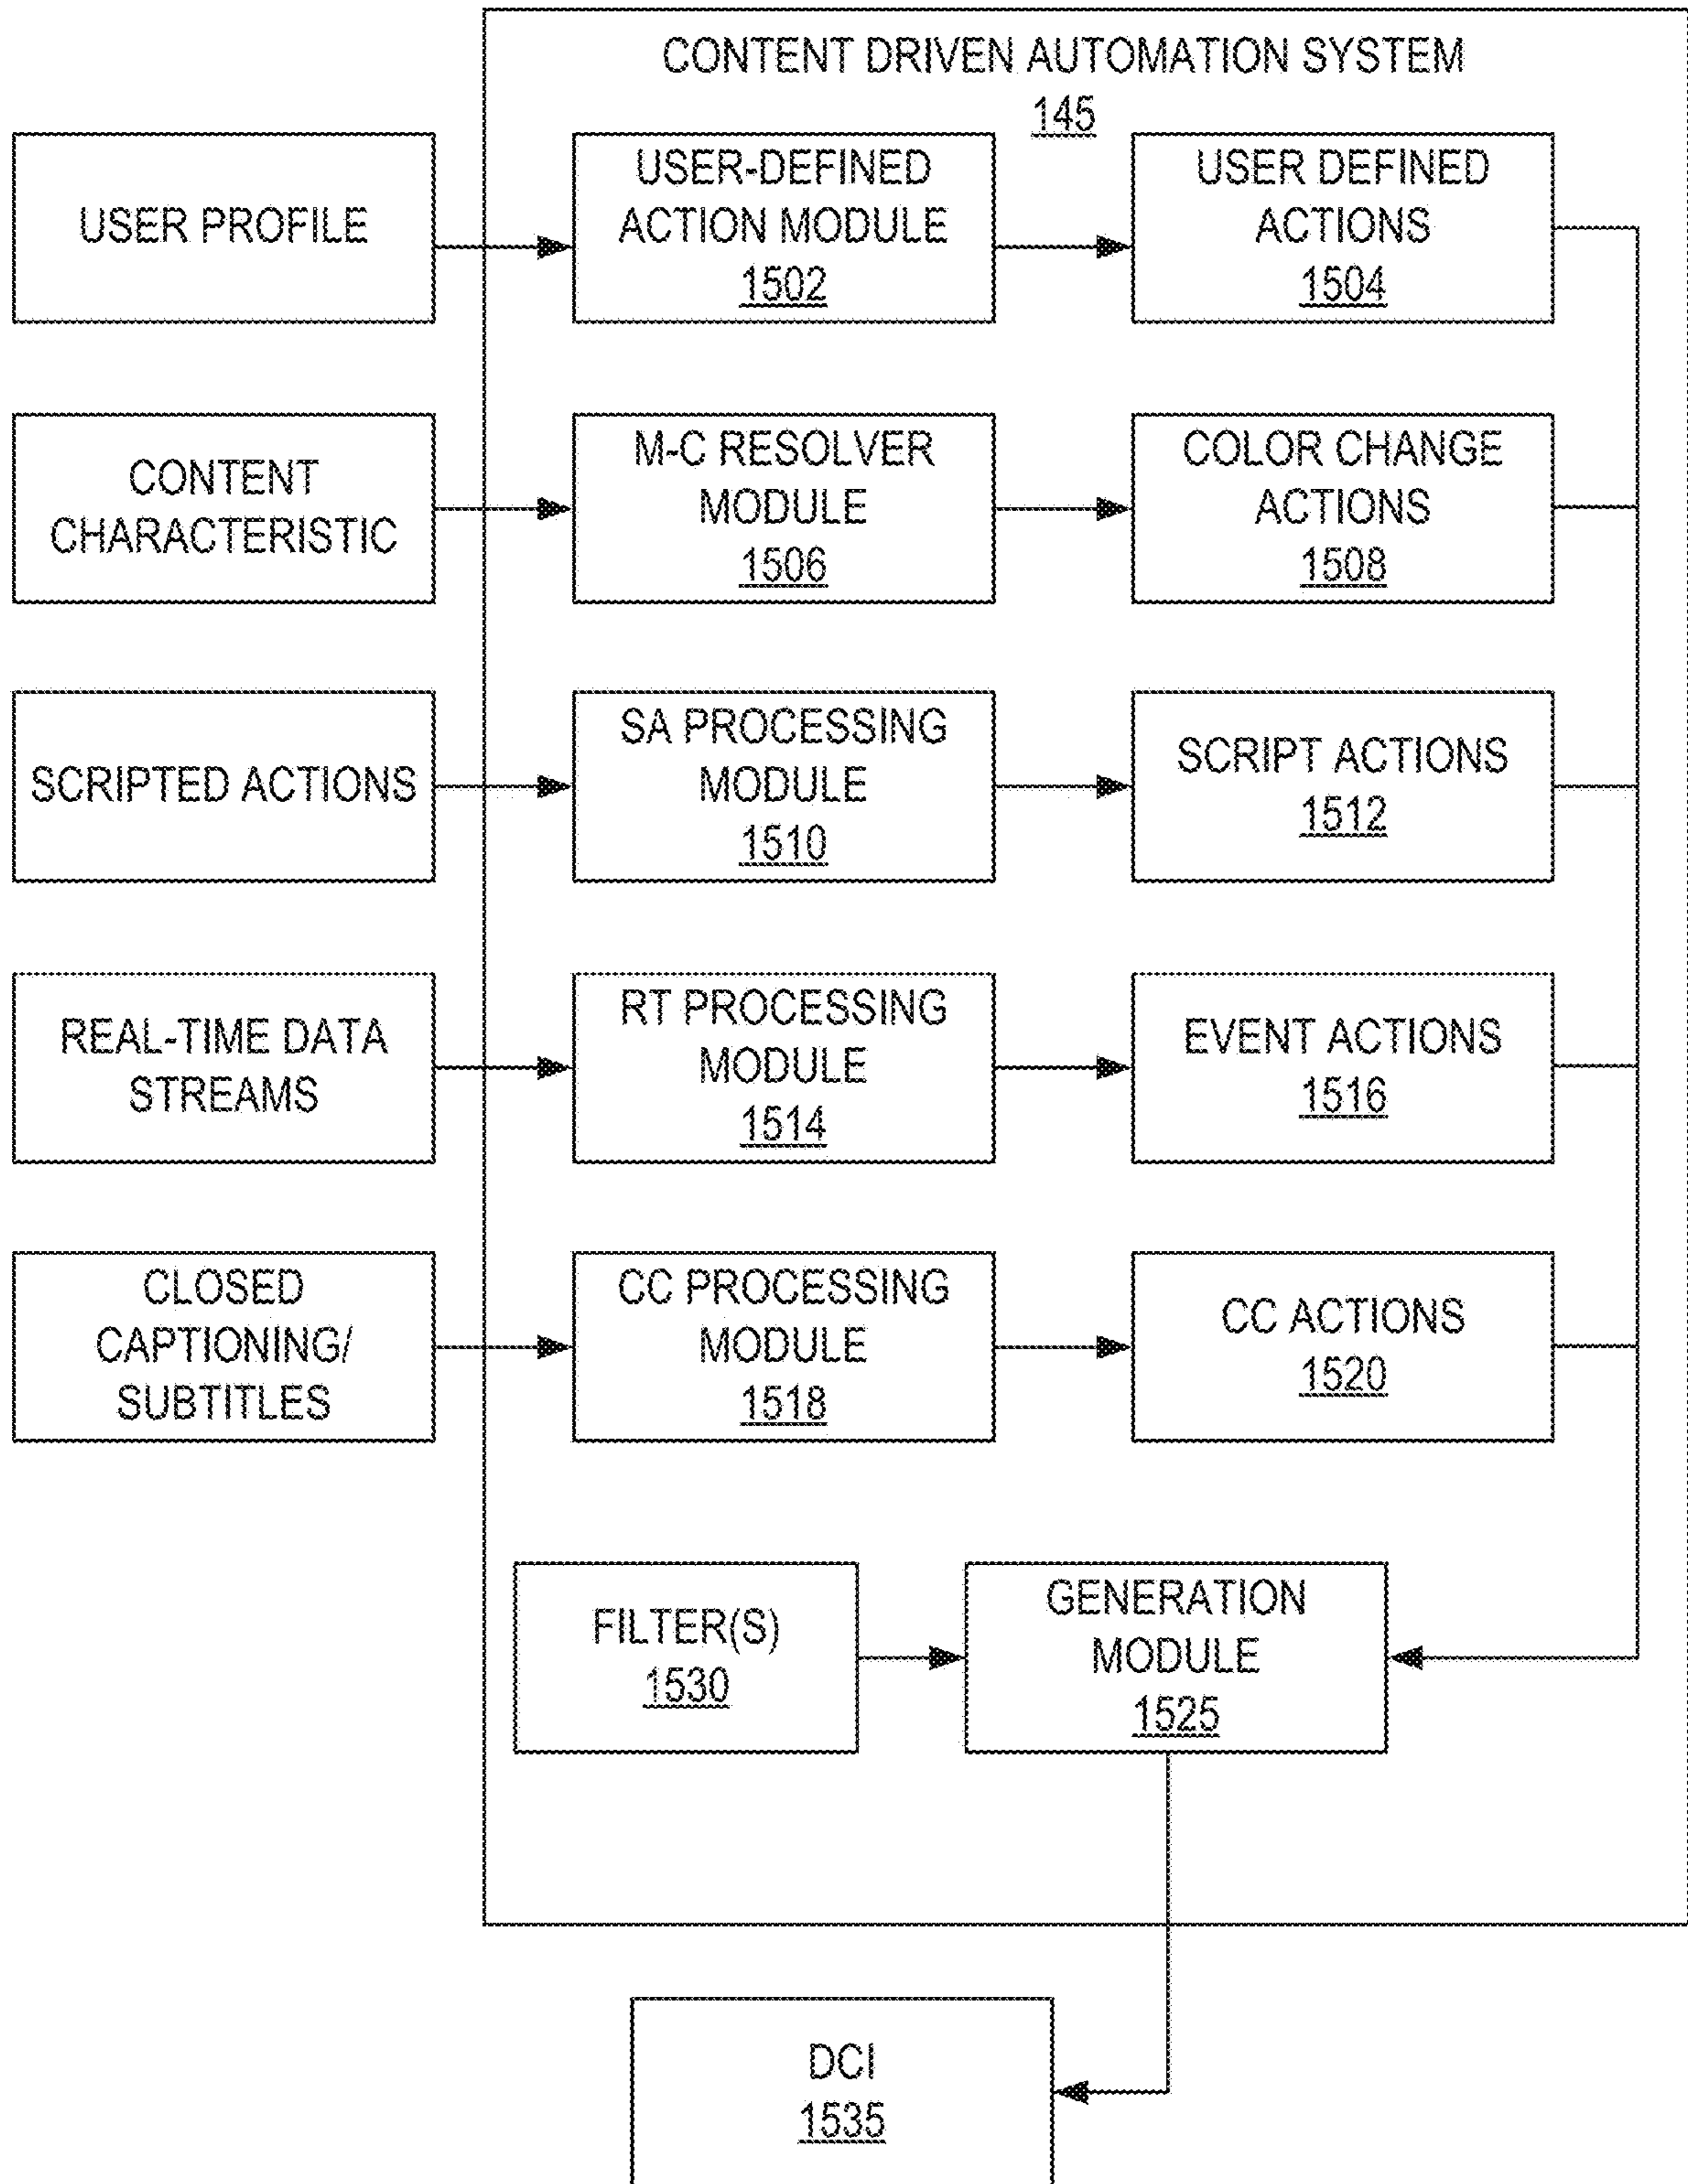 CONTENT DRIVEN AUTOMATION SYSTEM
145
USER PROFILE
USER-DEFINED
ACTION MODULE
1502
USER DEFINED
ACTIONS
1504
CONTENT
CHARACTERISTIC
M-C RESOLVER
MODULE
1506
COLOR CHANGE
ACTIONS
1508
SCRIPTED ACTIONS
SA PROCESSING
MODULE
1510
SCRIPT ACTIONS
1512
REAL-TIME DATA
STREAMS
RT PROCESSING
MODULE
1514
EVENT ACTIONS
1516
CLOSED
CAPTIONING/
SUBTITLES
CC PROCESSING
MODULE
1518
CC ACTIONS
1520
FILTER(S)
1530
GENERATION
MODULE
1525
DCI
1535